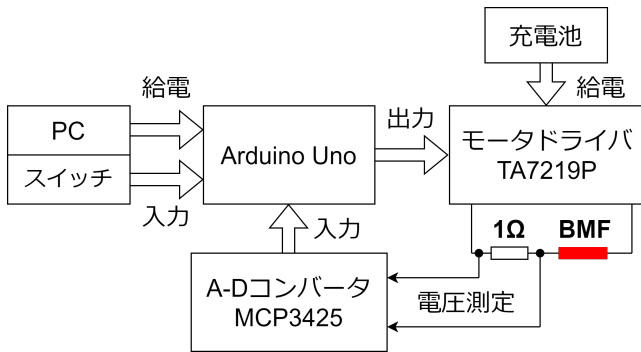 充電池
給電
給電
PC
スイッチ
入力
Arduino Uno
出力
モータドライバ
TA7219P
入力
1Ω
BMF
A-Dコンバータ
MCP3425
電圧測定